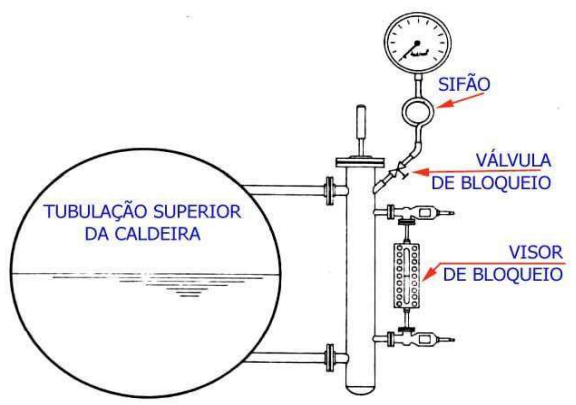 SIFÃO
VÁLVULA
DE BLOQUEIO
TUBULAÇÃO SUPERIOR
DA CALDEIRA
VISOR
DE BLOQUEIO